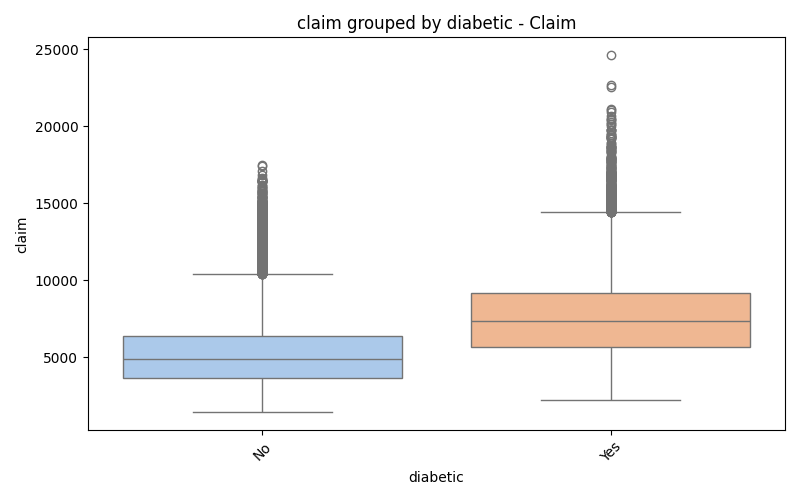 claim grouped by diabetic - Claim
25000
20000
15000
10000
5000
claim
No
Yes
diabetic